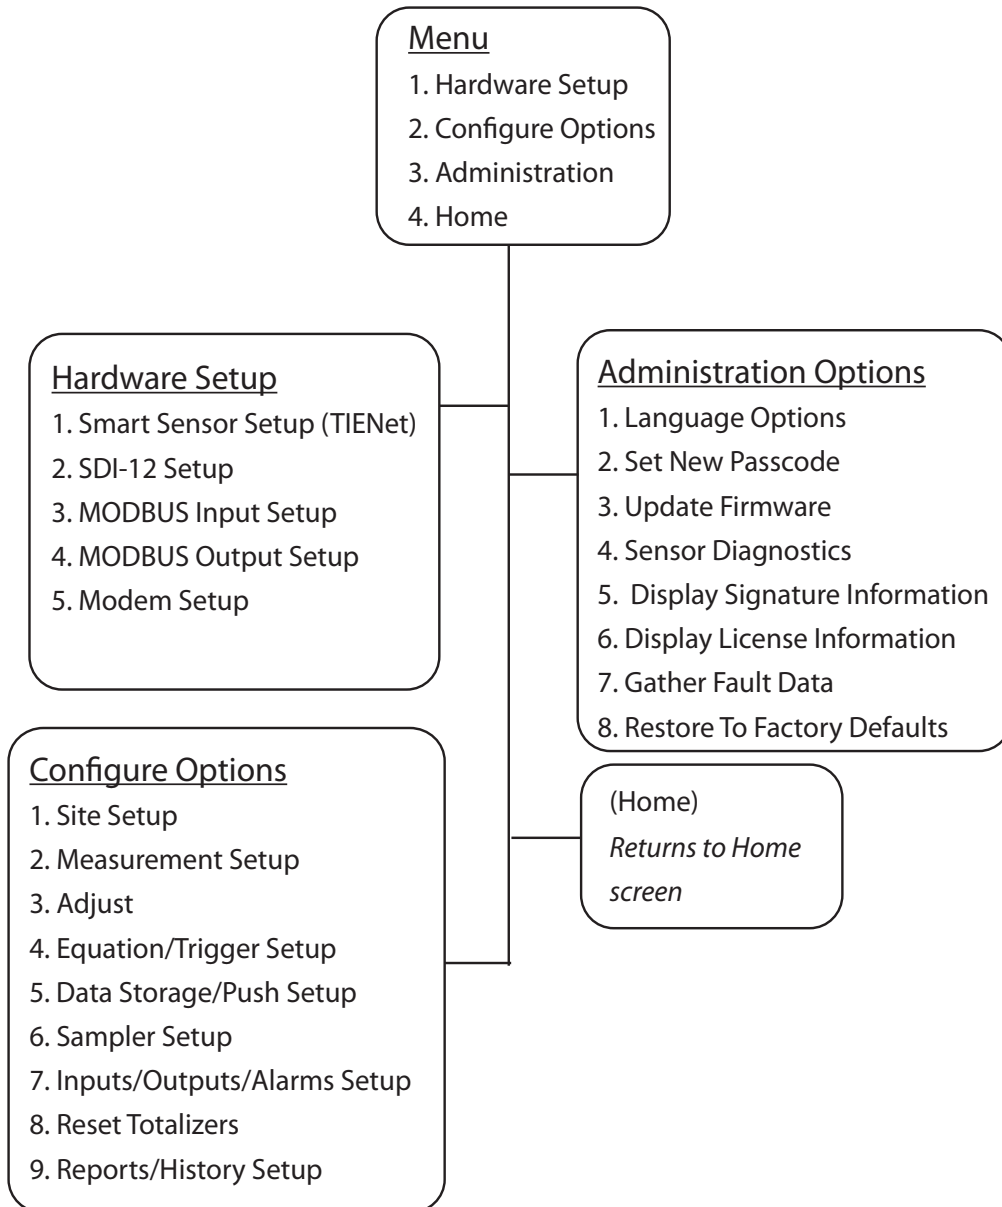 Menu
1. Hardware Setup
2. Configure Options
3. Administration
4. Home
Hardware Setup
1. Smart Sensor Setup (TIENet)
2. SDI-12 Setup
3. MODBUS Input Setup
4. MODBUS Output Setup
5. Modem Setup
Administration Options
1. Language Options
2. Set New Passcode
3. Update Firmware
4. Sensor Diagnostics
5. Display Signature Information
6. Display License Information
7. Gather Fault Data
8. Restore To Factory Defaults
Configure Options
1. Site Setup
2. Measurement Setup
3. Adjust
4. Equation/Trigger Setup
5. Data Storage/Push Setup
6. Sampler Setup
7. Inputs/Outputs/Alarms Setup
8. Reset Totalizers
9. Reports/History Setup
(Home)
Returns to Home
screen